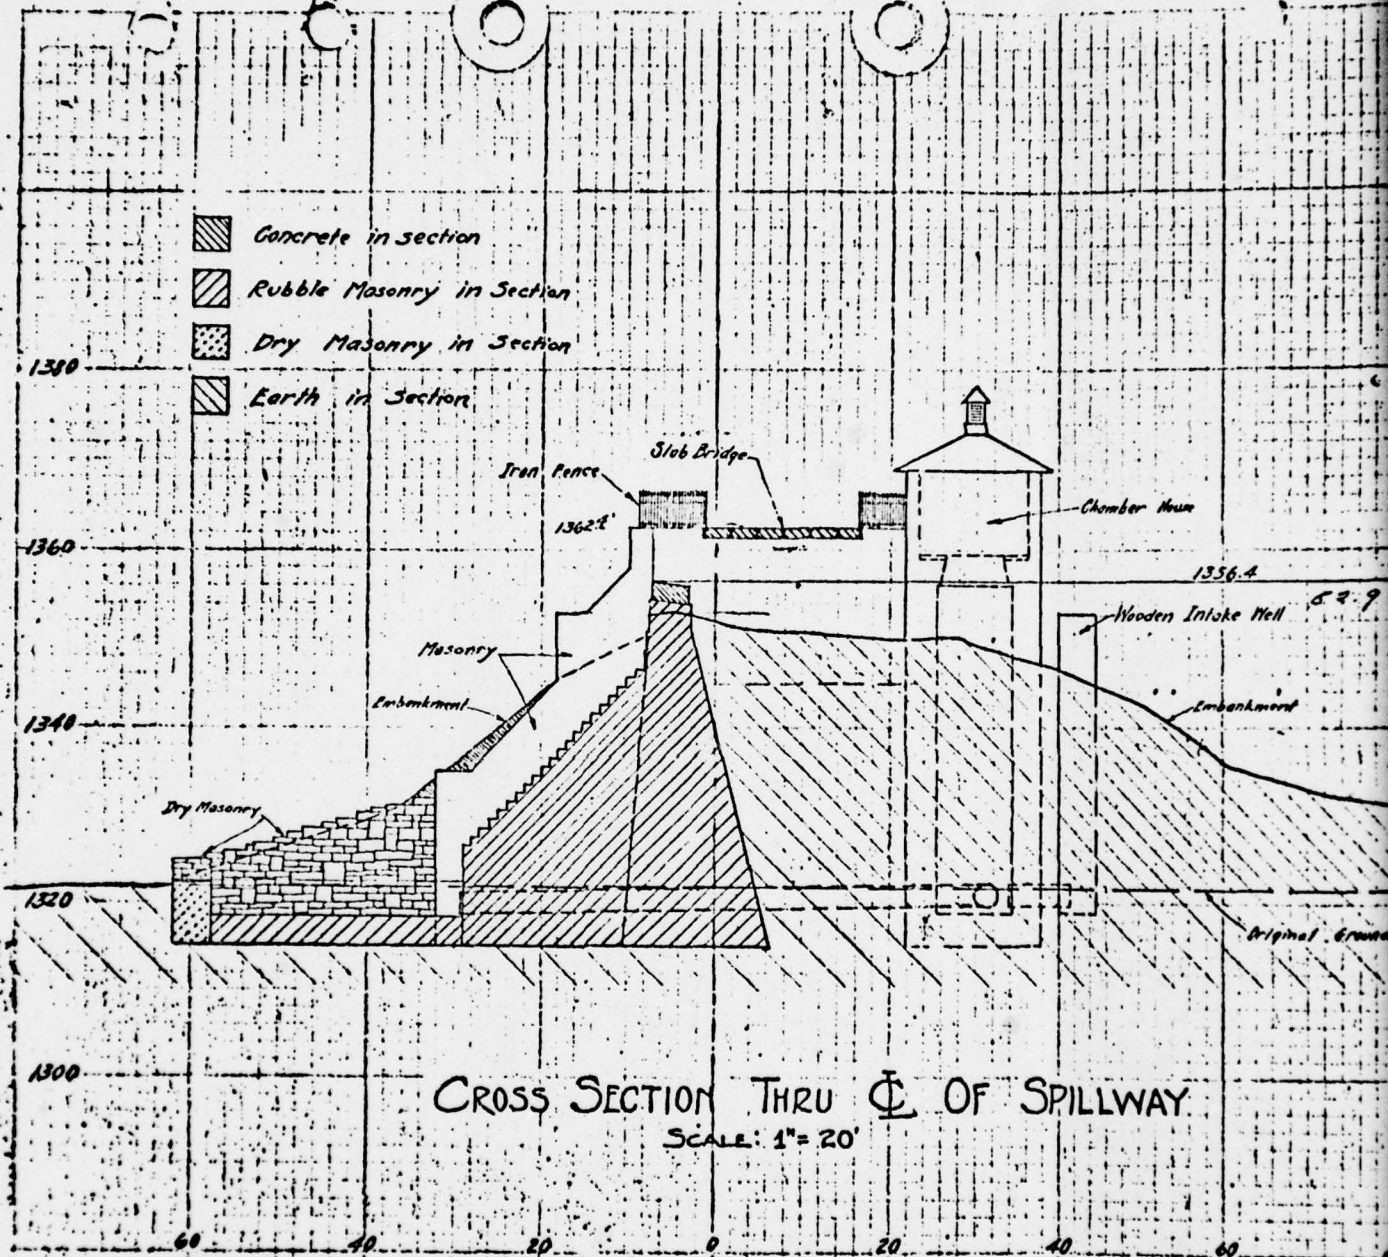 Concrete in section
Rubble Masonry in Section
Dry Masonry in Section
1380
Earth in Section
Slab Bridge
Iron Fence
Chamber House
1360
1356.4
Wooden Intake Well
Masonry
Embankment
Embankment
1340
Dry Masonry
1320
Original Ground
1300
CROSS SECTION THRU ℄ OF SPILLWAY
SCALE: 1"= 20'
60 40 20 0 20 40 60